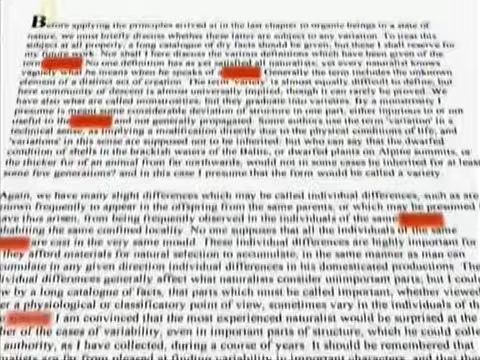 Before applying the principles arrived at in the last chapter to organic beings in a state of
nature, we must briefly discuss whether these latter are subject to any variation. To treat this
subject at all properly, a long catalogue of dry facts should be given, but these I shall reserve for
my future work. Nor shall I here discuss the various definitions which have been given of the
term No one definition has as yet satisfied all naturalists; yet every naturalist knows
vaguely what he means when he speaks of a Generally the term includes the unknown
element of a distinct act of creation. The term is almost equally difficult to define, but
here community of descent is almost universally implied, though it can rarely be proved. We
have also what are called monstrosities, but they graduate into varieties. By a monstrosity I
presume is meant some considerable deviation of structure in one part, either injurious to or not
useful to the and not generally propagated. Some authors use the term 'variation' in a
technical sense, as implying a modification directly due to the physical conditions of life, and
'variations' in this sense are supposed not to be inherited: but who can say that the dwarfed
condition of shells in the brackish waters of the Baltic, or dwarfed plants on Alpine summits, or
the thicker fur of an animal from far northwards, would not in some cases be inherited for at least
some few generations? and in this case I presume that the form would be called a variety.
Again, we have many slight differences which may be called individual differences, such as are
nown frequently to appear in the offspring from the same parents, or which may be presumed
ave thus arisen, from being frequently observed in the individuals of the same
nhabiting the same confined locality. No one supposes that all the individuals same
are cast in the very same mould. These individual differences are highly important for
they afford materials for natural selection to accumulate, in the same manner as man can
cumulate in any given direction individual differences in his domesticated productions. The
ividual differences generally affect what naturalists consider unimportant parts, but I could
w by a long catalogue of facts, that parts which must be called important, whether viewed
er a physiological or classificatory point of view, sometimes vary in the individuals of th
I am convinced that the most experienced naturalist would be surprised at the
ber of the cases of variability, even in important parts of structure, which he could colle
authority, as I have collected, during a course of years. It should be remembered that
atists are far from pleased at finding variability in important characters, and that the